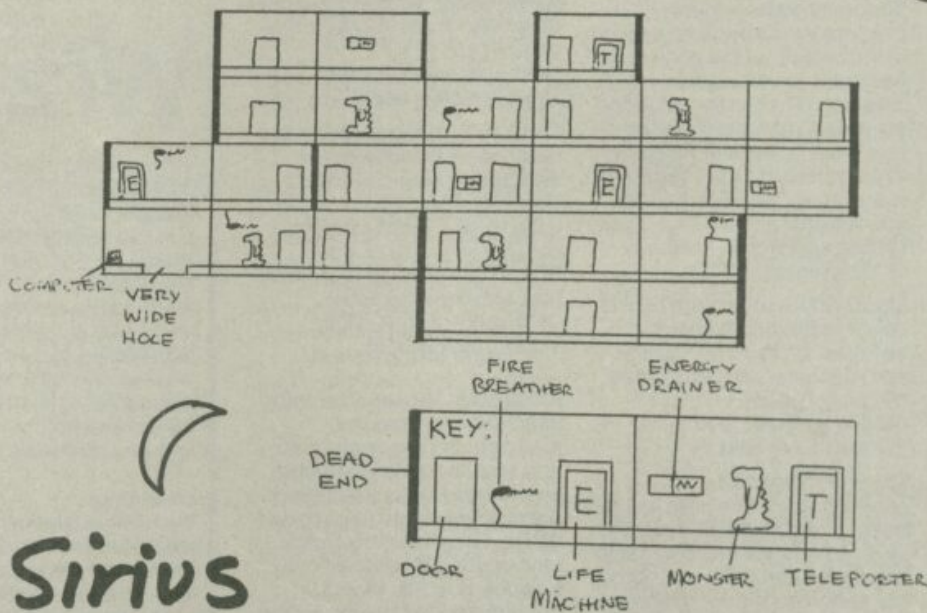 T
E
E
COMPUTER
VERY
WIDE
HOLE
FIRE
BREATHER
ENERGY
DRAINER
KEY:
DEAD
END
E
T
DOOR
LIFE
MACHINE
MONSTER
TELEPORTER
Sirius